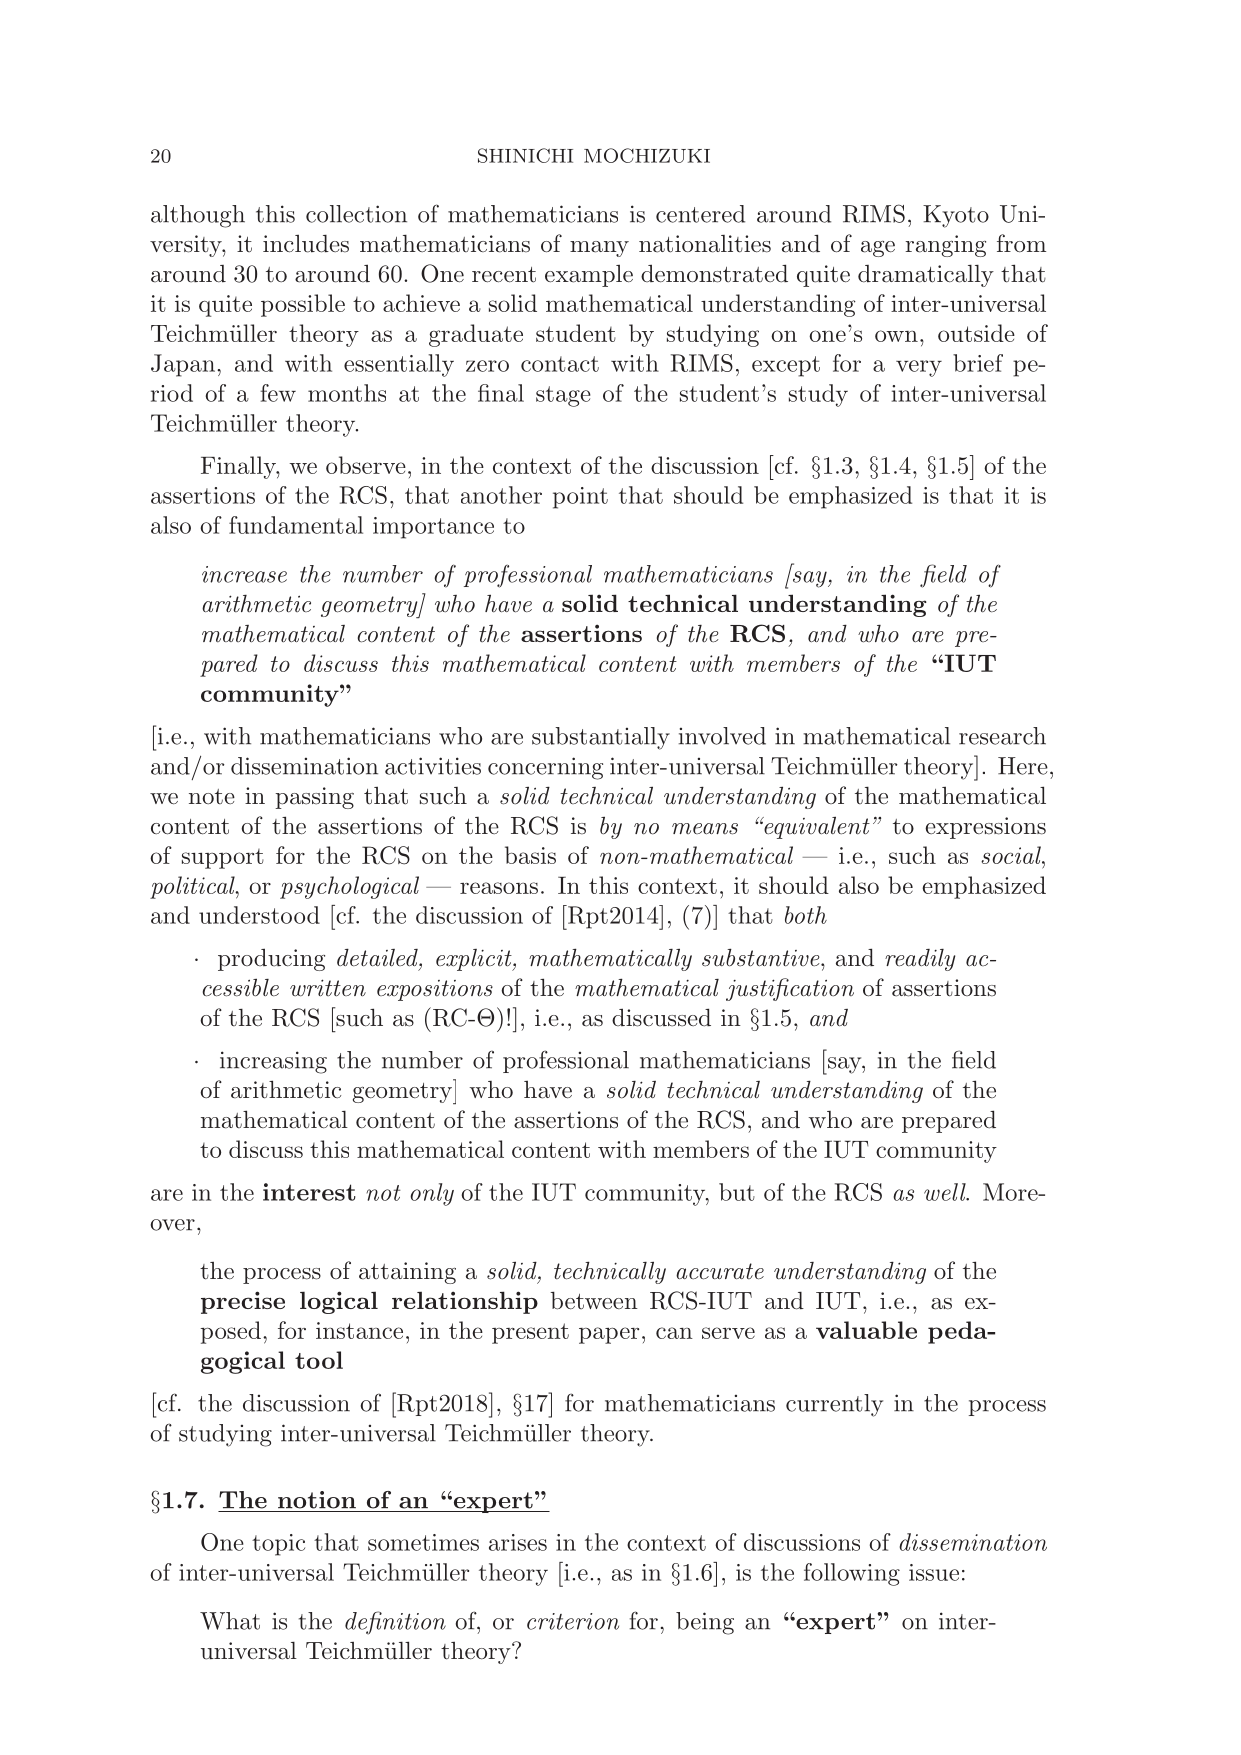 20
SHINICHI MOCHIZUKI
although this collection of mathematicians is centered around RIMS, Kyoto Uni-
versity, it includes mathematicians of many nationalities and of age ranging from
around 30 to around 60. One recent example demonstrated quite dramatically that
it is quite possible to achieve a solid mathematical understanding of inter-universal
Teichmüller theory as a graduate student by studying on one's own, outside of
Japan, and with essentially zero contact with RIMS, except for a very brief pe-
riod of a few months at the final stage of the student's study of inter-universal
Teichmüller theory.
Finally, we observe, in the context of the discussion [cf. §1.3, §1.4, §1.5] of the
assertions of the RCS, that another point that should be emphasized is that it is
also of fundamental importance to
increase the number of professional mathematicians [say, in the field of
arithmetic geometry] who have a solid technical understanding of the
mathematical content of the assertions of the RCS, and who are pre-
pared to discuss this mathematical content with members of the “IUT
community”
[i.e., with mathematicians who are substantially involved in mathematical research
and/or dissemination activities concerning inter-universal Teichmüller theory]. Here,
we note in passing that such a solid technical understanding of the mathematical
content of the assertions of the RCS is by no means “equivalent” to expressions
of support for the RCS on the basis of non-mathematical — i.e., such as social,
political, or psychological — reasons. In this context, it should also be emphasized
and understood [cf. the discussion of [Rpt2014], (7)] that both
· producing detailed, explicit, mathematically substantive, and readily ac-
cessible written expositions of the mathematical justification of assertions
of the RCS [such as (RC-Θ)!], i.e., as discussed in §1.5, and
· increasing the number of professional mathematicians [say, in the field
of arithmetic geometry] who have a solid technical understanding of the
mathematical content of the assertions of the RCS, and who are prepared
to discuss this mathematical content with members of the IUT community
are in the interest not only of the IUT community, but of the RCS as well. More-
over,
the process of attaining a solid, technically accurate understanding of the
precise logical relationship between RCS-IUT and IUT, i.e., as ex-
posed, for instance, in the present paper, can serve as a valuable peda-
gogical tool
[cf. the discussion of [Rpt2018], §17] for mathematicians currently in the process
of studying inter-universal Teichmüller theory.
§1.7. The notion of an “expert”
One topic that sometimes arises in the context of discussions of dissemination
of inter-universal Teichmüller theory [i.e., as in §1.6], is the following issue:
What is the definition of, or criterion for, being an “expert” on inter-
universal Teichmüller theory?